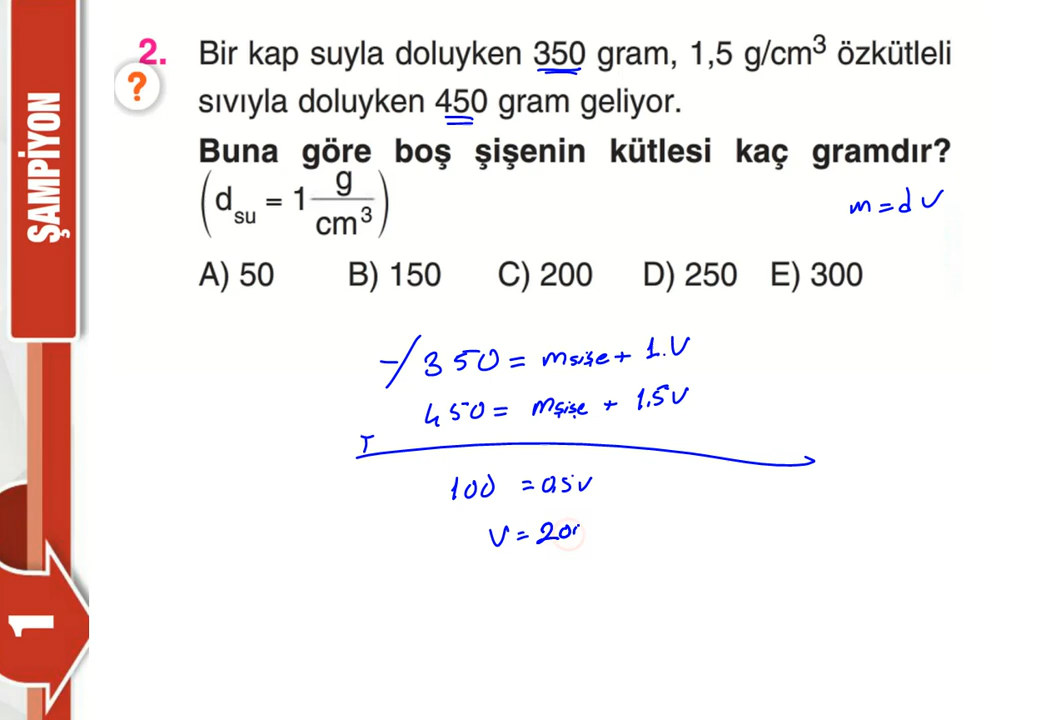 ŞAMPİYON
1
2. Bir kap suyla doluyken 350 gram, 1,5 g/cm³ özkütleli
?
sıvıyla doluyken 450 gram geliyor.
Buna göre boş şişenin kütlesi kaç gramdır?
(d_su = 1 g/cm³)
m = d V
A) 50 B) 150 C) 200 D) 250 E) 300
-/ 350 = mşişe + 1.V
450 = mşişe + 1.5V
100 = 0,5V
V = 20